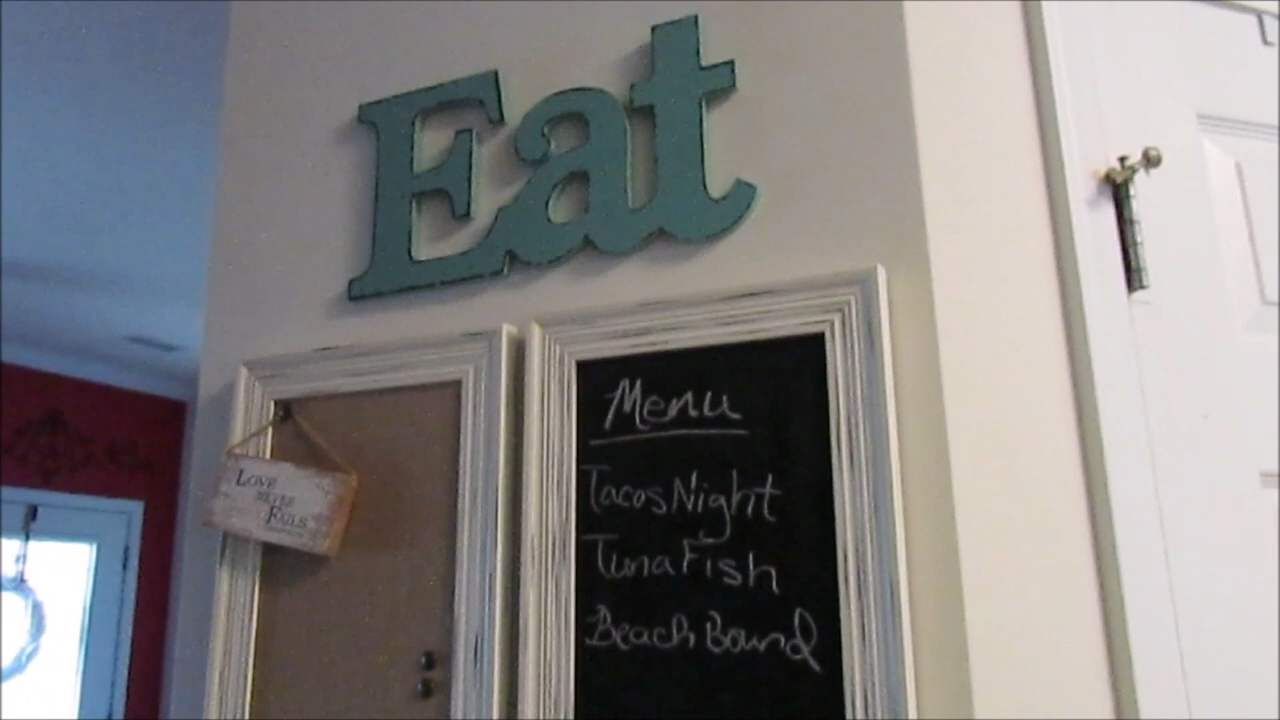 Eat
LOVE
NEVER
FAILS
Menu
Tacos Night
Tuna Fish
Beach Bound